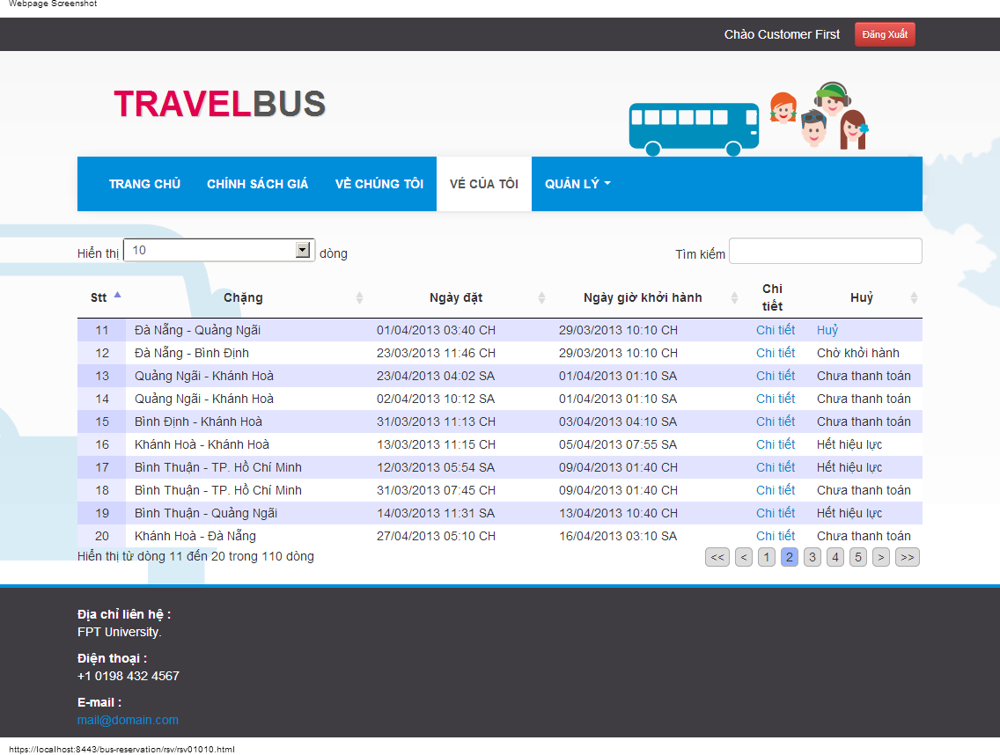 Webpage Screenshot
Chào Customer First Đăng Xuất
TRAVELBUS
TRANG CHỦ CHÍNH SÁCH GIÁ VỀ CHÚNG TÔI VÉ CỦA TÔI QUẢN LÝ
Hiển thị 10 dòng Tìm kiếm
Stt Chặng Ngày đặt Ngày giờ khởi hành Chi tiết Huỷ
11 Đà Nẵng - Quảng Ngãi 01/04/2013 03:40 CH 29/03/2013 10:10 CH Chi tiết Huỷ
12 Đà Nẵng - Bình Định 23/03/2013 11:46 CH 29/03/2013 10:10 CH Chi tiết Chờ khởi hành
13 Quảng Ngãi - Khánh Hoà 23/04/2013 04:02 SA 01/04/2013 01:10 SA Chi tiết Chưa thanh toán
14 Quảng Ngãi - Khánh Hoà 02/04/2013 10:12 SA 01/04/2013 01:10 SA Chi tiết Chưa thanh toán
15 Bình Định - Khánh Hoà 31/03/2013 11:13 CH 03/04/2013 04:10 SA Chi tiết Chưa thanh toán
16 Khánh Hoà - Khánh Hoà 13/03/2013 11:15 CH 05/04/2013 07:55 SA Chi tiết Hết hiệu lực
17 Bình Thuận - TP. Hồ Chí Minh 12/03/2013 05:54 SA 09/04/2013 01:40 CH Chi tiết Hết hiệu lực
18 Bình Thuận - TP. Hồ Chí Minh 31/03/2013 07:45 CH 09/04/2013 01:40 CH Chi tiết Chưa thanh toán
19 Bình Thuận - Quảng Ngãi 14/03/2013 11:31 SA 13/04/2013 10:40 CH Chi tiết Hết hiệu lực
20 Khánh Hoà - Đà Nẵng 27/04/2013 05:10 CH 16/04/2013 03:10 SA Chi tiết Chưa thanh toán
Hiển thị từ dòng 11 đến 20 trong 110 dòng << < 1 2 3 4 5 > >>
Địa chỉ liên hệ :
FPT University.
Điện thoại :
+1 0198 432 4567
E-mail :
mail@domain.com
https://localhost:8443/bus-reservation/rsv/rsv01010.html